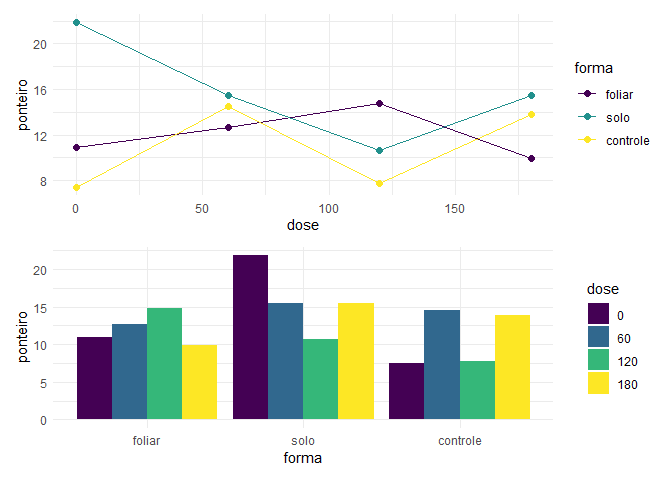 20
16
12
8
ponteiro
0
50
100
150
dose
forma
foliar
solo
controle
20
15
10
5
0
ponteiro
foliar
solo
controle
forma
dose
0
60
120
180